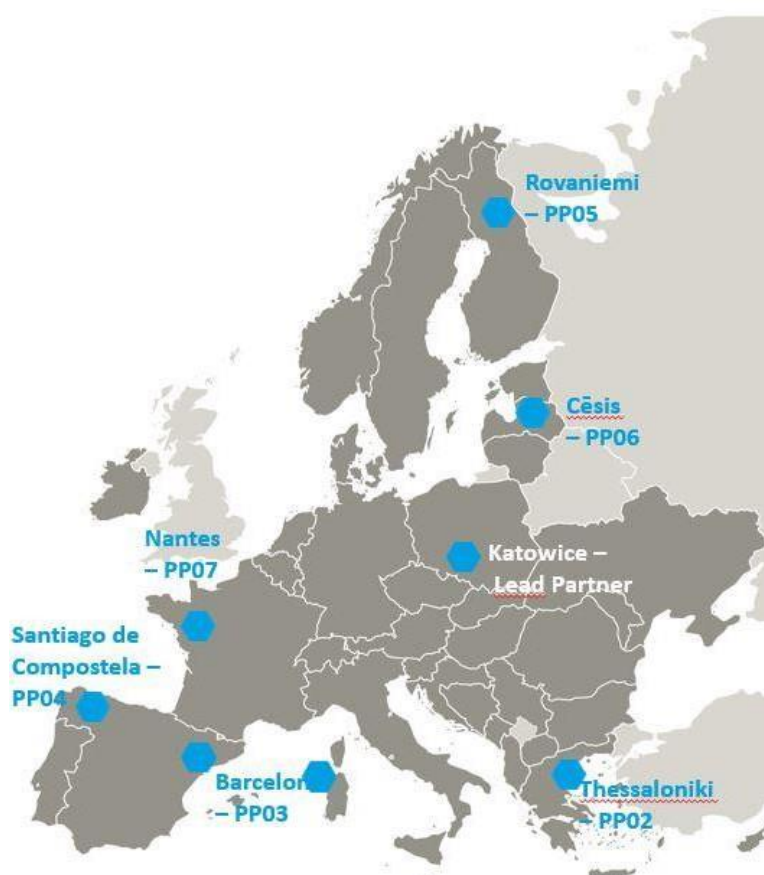 Rovaniemi
– PP05
Cēsis
– PP06
Nantes
– PP07
Katowice –
Lead Partner
Santiago de
Compostela –
PP04
Barcelon
– PP03
Thessaloniki
– PP02